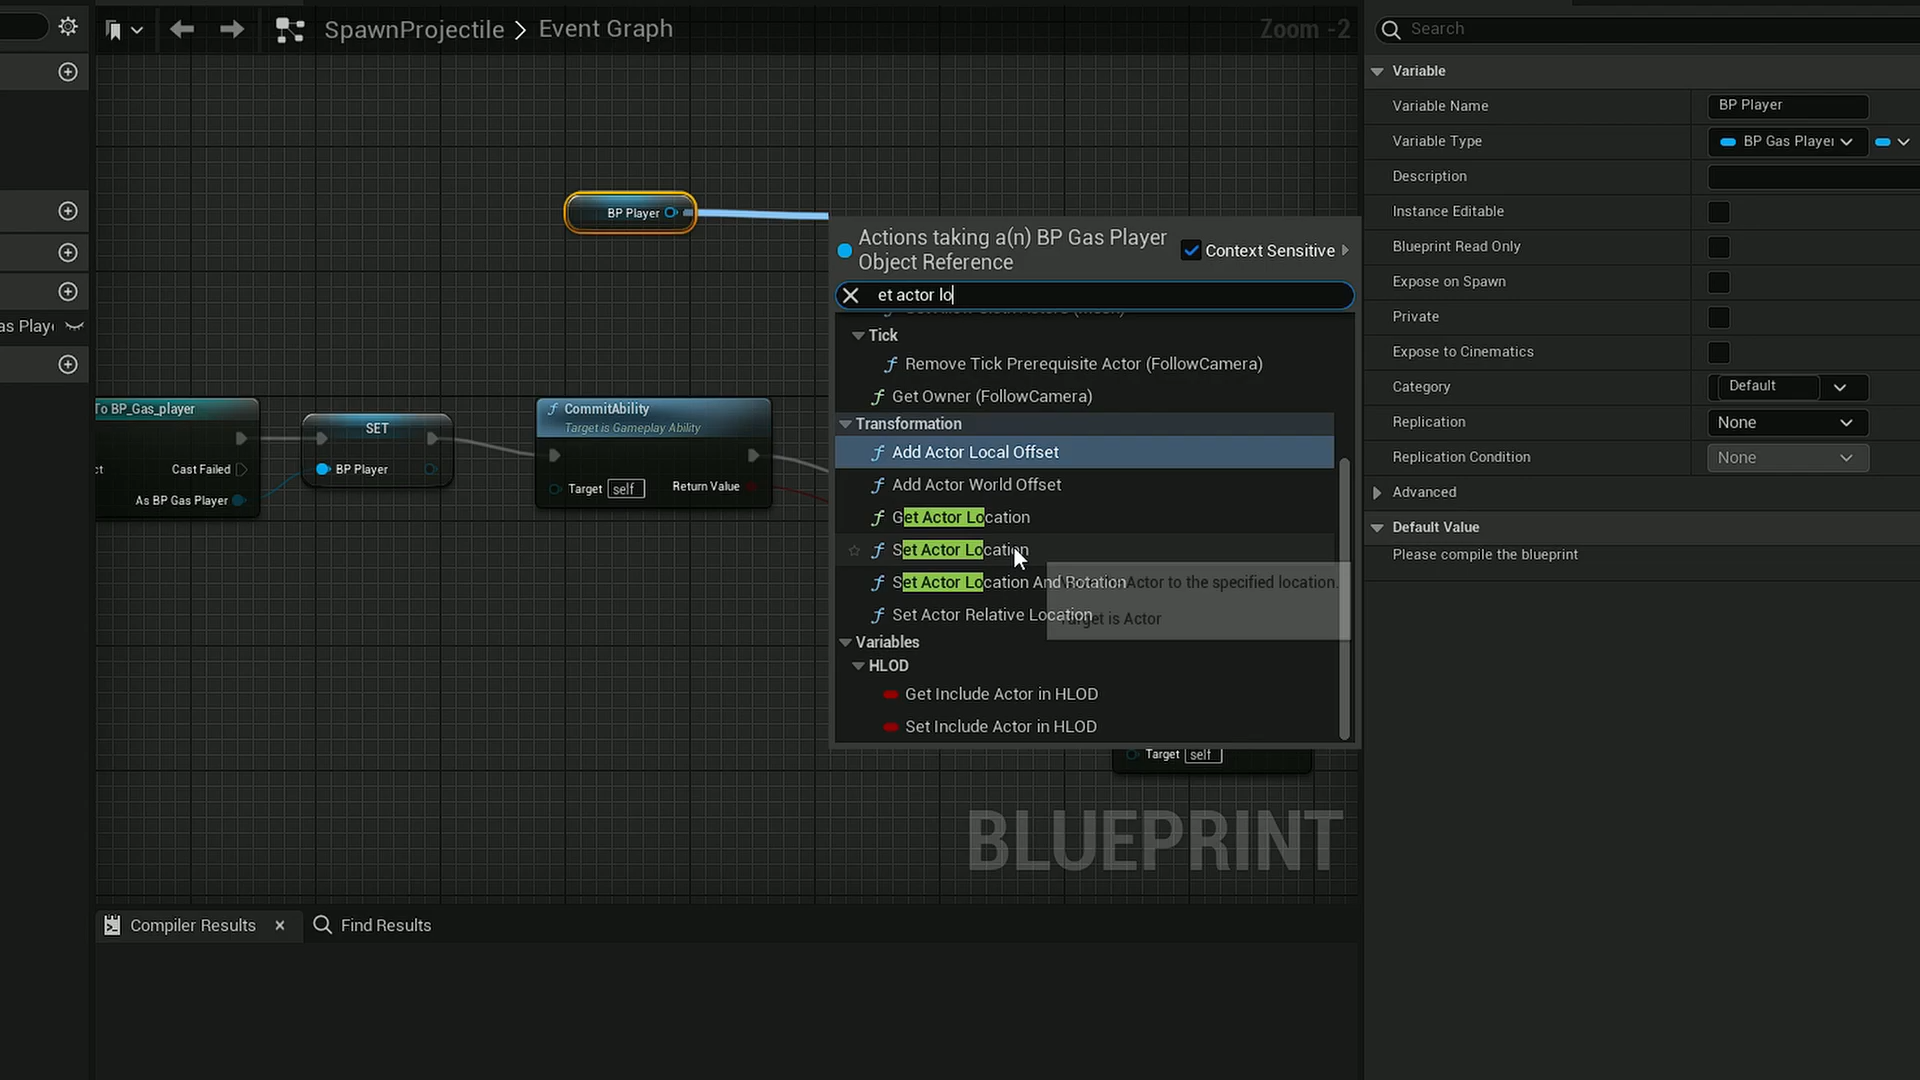 SpawnProjectile > Event Graph
Zoom -2
Search
Variable
Variable Name
BP Player
Variable Type
BP Gas Player
Description
Instance Editable
Blueprint Read Only
Expose on Spawn
Private
Expose to Cinematics
Category
Default
Replication
None
Replication Condition
None
Advanced
Default Value
Please compile the blueprint
BP Player
Actions taking a(n) BP Gas Player
Object Reference
Context Sensitive
et actor lo
Tick
Remove Tick Prerequisite Actor (FollowCamera)
Get Owner (FollowCamera)
Transformation
Add Actor Local Offset
Add Actor World Offset
Get Actor Location
Set Actor Location
Set Actor Location And Rotation
Actor to the specified location.
Set Actor Relative Location
Target is Actor
Variables
HLOD
Get Include Actor in HLOD
Set Include Actor in HLOD
as Play
To BP_Gas_player
ct
Cast Failed
As BP Gas Player
SET
BP Player
CommitAbility
Target is Gameplay Ability
Target self
Return Value
Target self
BLUEPRINT
Compiler Results
Find Results